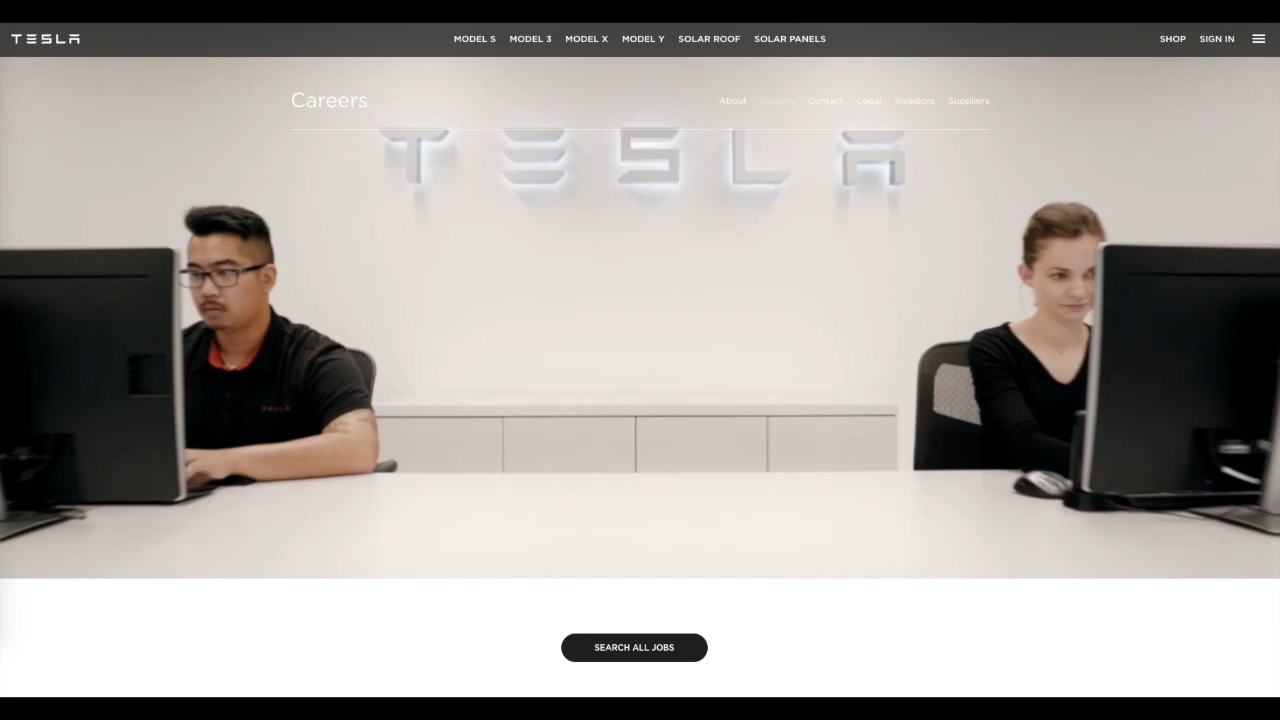 TESLA MODEL S MODEL 3 MODEL X MODEL Y SOLAR ROOF SOLAR PANELS SHOP SIGN IN
Careers About Careers Contact Legal Investors Suppliers
TESLA
TESLA
SEARCH ALL JOBS